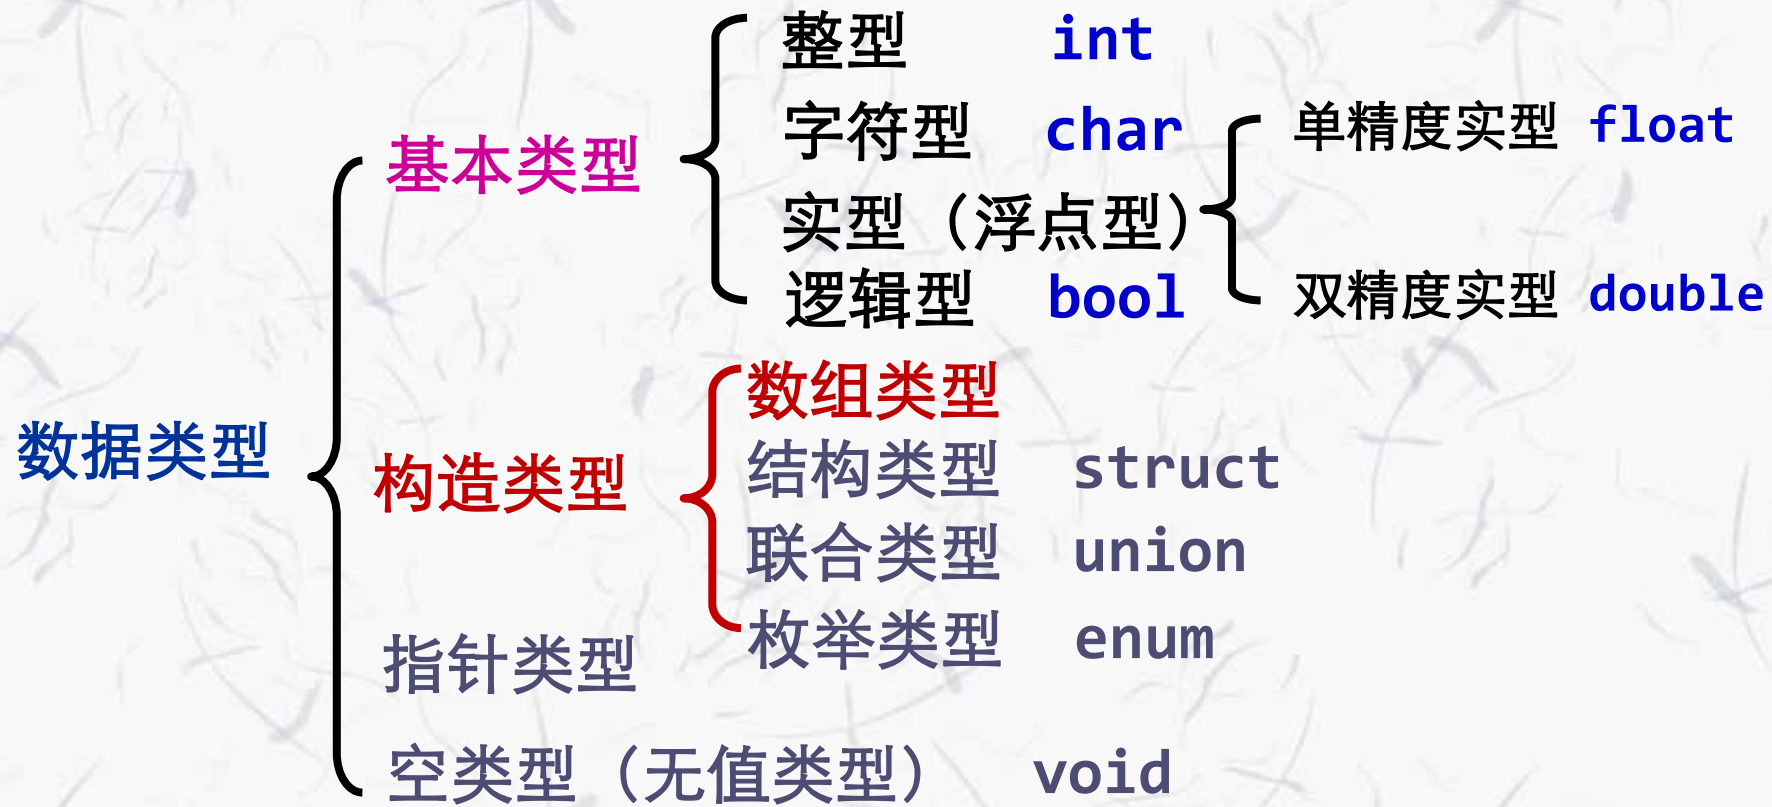 整型 int
字符型 char
单精度实型 float
基本类型
实型（浮点型）
逻辑型 bool
双精度实型 double
数组类型
数据类型
构造类型
结构类型 struct
联合类型 union
枚举类型 enum
指针类型
空类型（无值类型） void